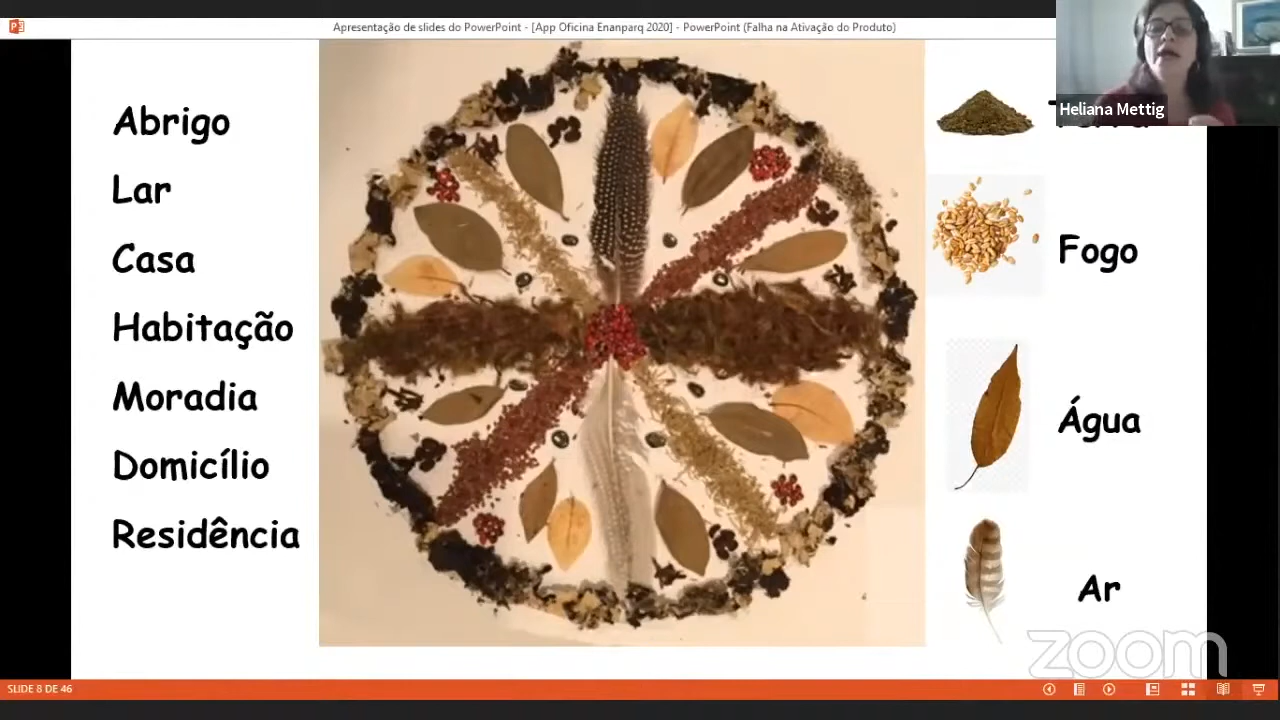 Apresentação de slides do PowerPoint - [App Oficina Enanparq 2020] - PowerPoint (Falha na Ativação do Produto)
Heliana Mettig
Abrigo
Lar
Casa
Habitação
Moradia
Domicílio
Residência
Fogo
Água
Ar
zoom
SLIDE 8 DE 46